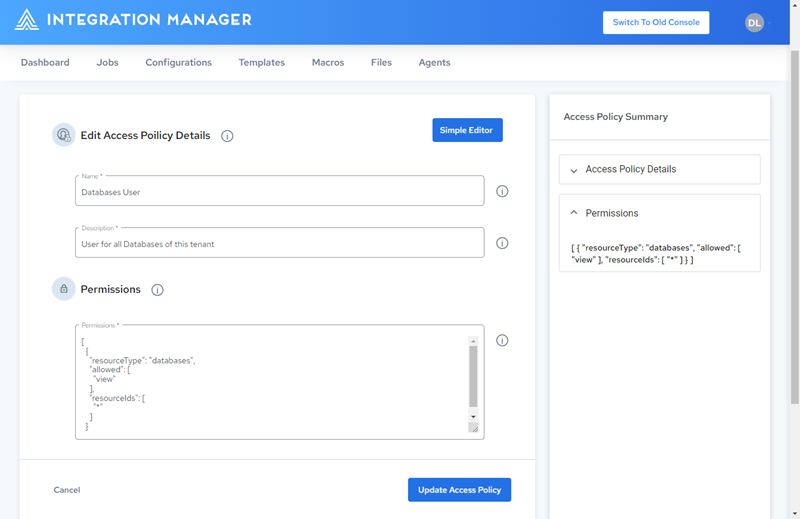 INTEGRATION MANAGER
Switch To Old Console
DL
Dashboard Jobs Configurations Templates Macros Files Agents
Edit Access Poilicy Details
Simple Editor
Name *
Databases User
Description *
User for all Databases of this tenant
Permissions
Permissions *
[
{
"resourceType": "databases",
"allowed": [
"view"
],
"resourceIds": [
"*"
]
}
Cancel
Update Access Policy
Access Policy Summary
Access Policy Details
Permissions
[ { "resourceType": "databases", "allowed": [
"view" ], "resourceIds": [ "*" ] } ]